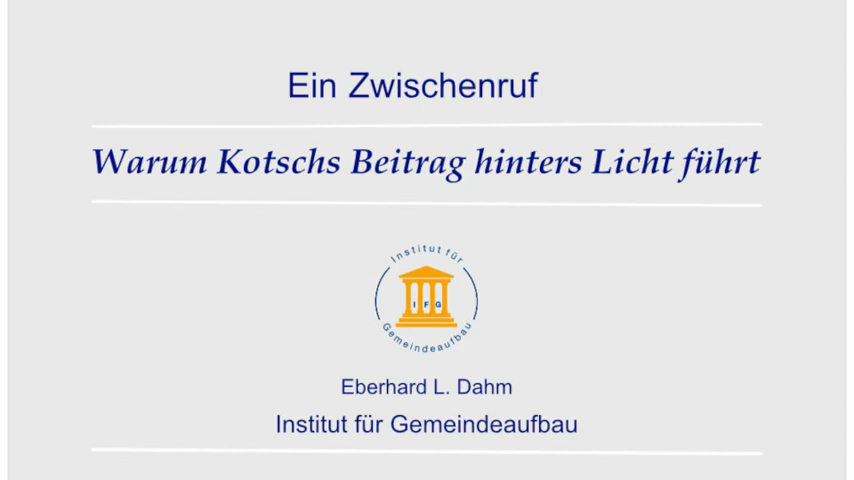 Ein Zwischenruf
Warum Kotschs Beitrag hinters Licht führt
Institut für
I F G
Gemeindeaufbau
Eberhard L. Dahm
Institut für Gemeindeaufbau